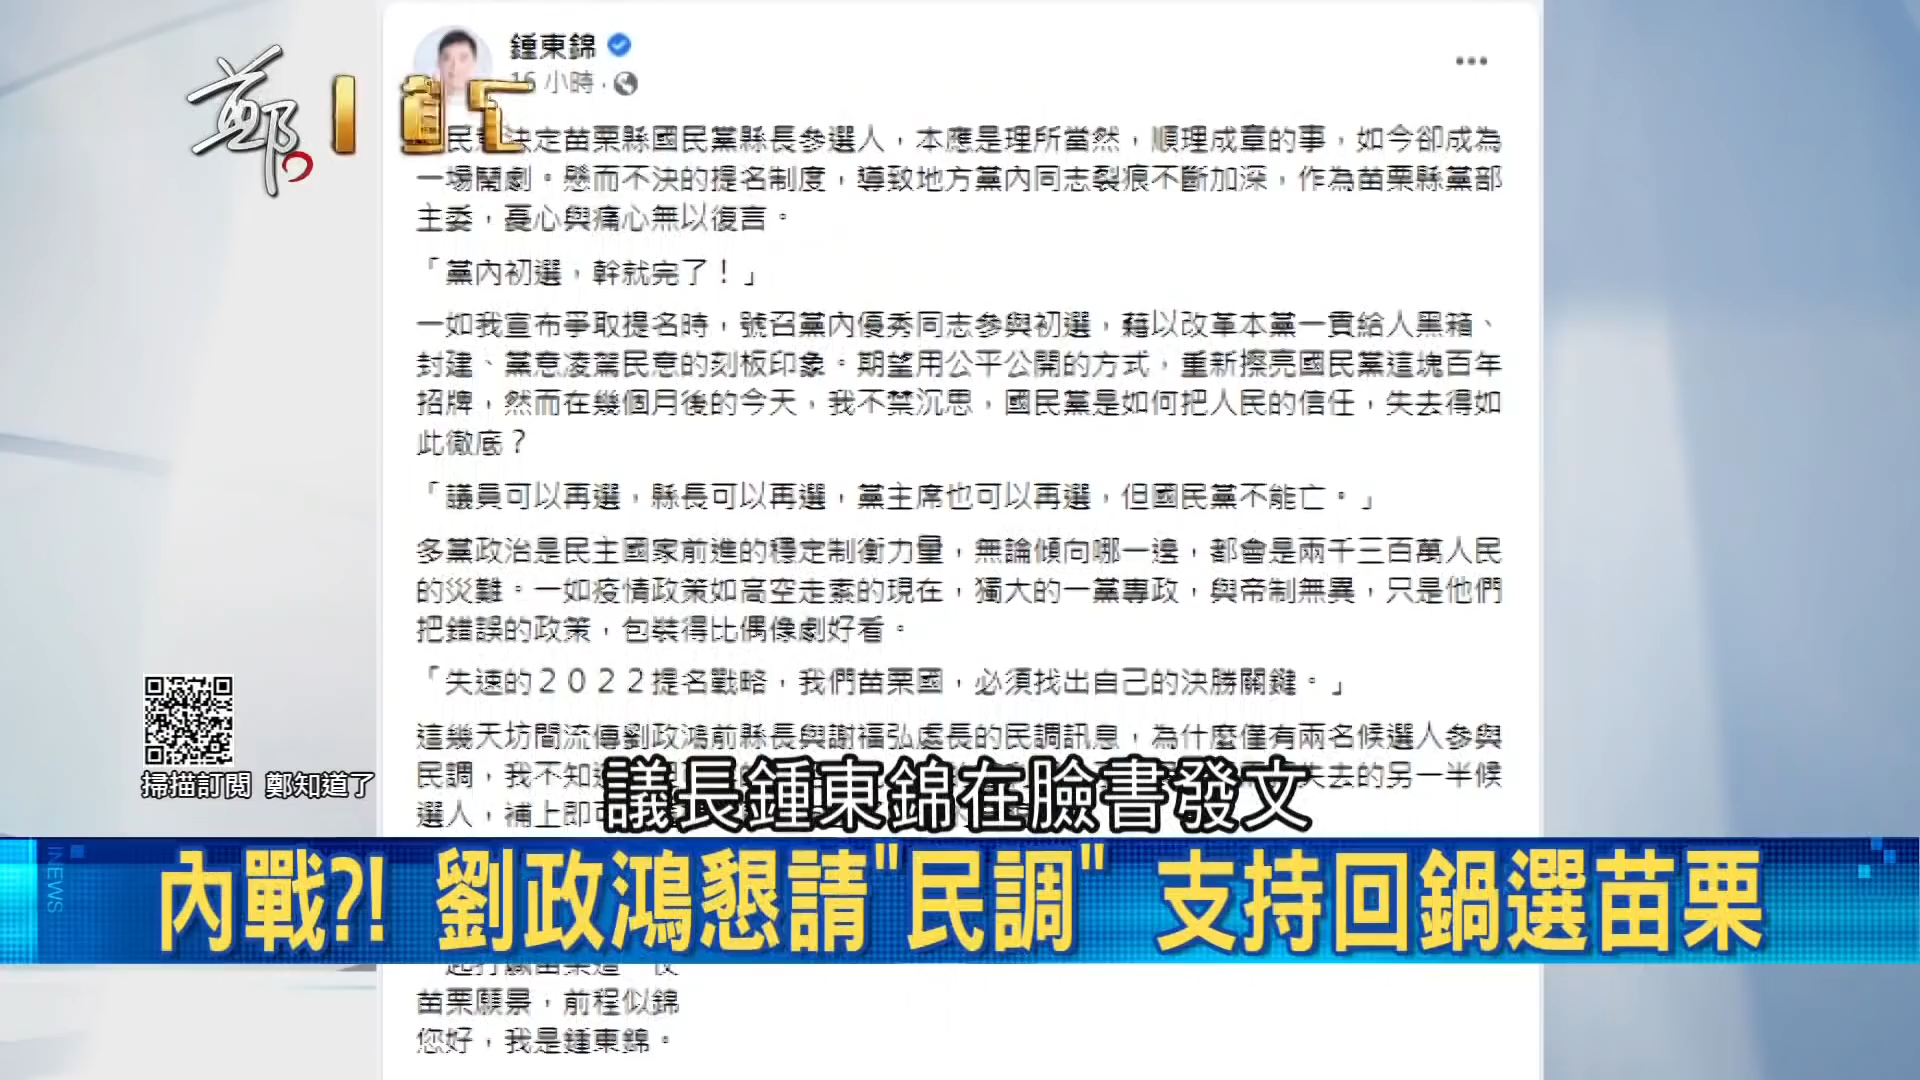 鍾東錦
小時
決定苗栗縣國民黨縣長參選人，本應是理所當然，順理成章的事，如今卻成為
一場鬧劇。懸而不決的提名制度，導致地方黨內同志裂痕不斷加深，作為苗栗縣黨部
主委，憂心與痛心無以復言。
「黨內初選，幹就完了！」
一如我宣布爭取提名時，號召黨內優秀同志參與初選，藉以改革本黨一貫給人黑箱、
封建、黨意凌駕民意的刻板印象。期望用公平公開的方式，重新擦亮國民黨這塊百年
招牌，然而在幾個月後的今天，我不禁沉思，國民黨是如何把人民的信任，失去得如
此徹底？
「議員可以再選，縣長可以再選，黨主席也可以再選，但國民黨不能亡。」
多黨政治是民主國家前進的穩定制衡力量，無論傾向哪一邊，都會是兩千三百萬人民
的災難。一如疫情政策如高空走索的現在，獨大的一黨專政，與帝制無異，只是他們
把錯誤的政策，包裝得比偶像劇好看。
「失速的２０２２提名戰略，我們苗栗國，必須找出自己的決勝關鍵。」
這幾天坊間流傳劉政鴻前縣長與謝福弘處長的民調訊息，為什麼僅有兩名候選人參與
民調，我不知道
失去的另一半候
選人，補上即可
議長鍾東錦在臉書發文
掃描訂閱 鄭知道了
INEWS
內戰?! 劉政鴻懇請"民調" 支持回鍋選苗栗
苗栗願景，前程似錦
您好，我是鍾東錦。